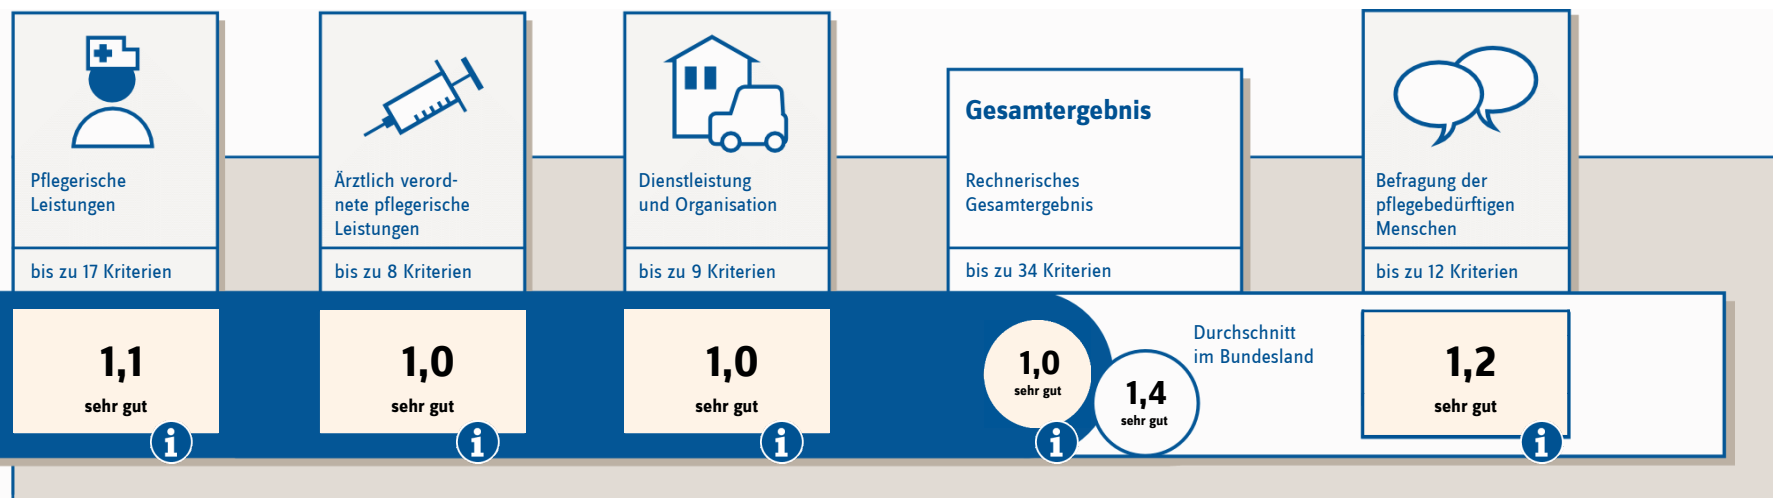 Pflegerische
Leistungen
bis zu 17 Kriterien
1,1
sehr gut
i
Ärztlich verord-
nete pflegerische
Leistungen
bis zu 8 Kriterien
1,0
sehr gut
i
Dienstleistung
und Organisation
bis zu 9 Kriterien
1,0
sehr gut
i
Gesamtergebnis
Rechnerisches
Gesamtergebnis
bis zu 34 Kriterien
1,0
sehr gut
i
1,4
sehr gut
Durchschnitt
im Bundesland
Befragung der
pflegebedürftigen
Menschen
bis zu 12 Kriterien
1,2
sehr gut
i